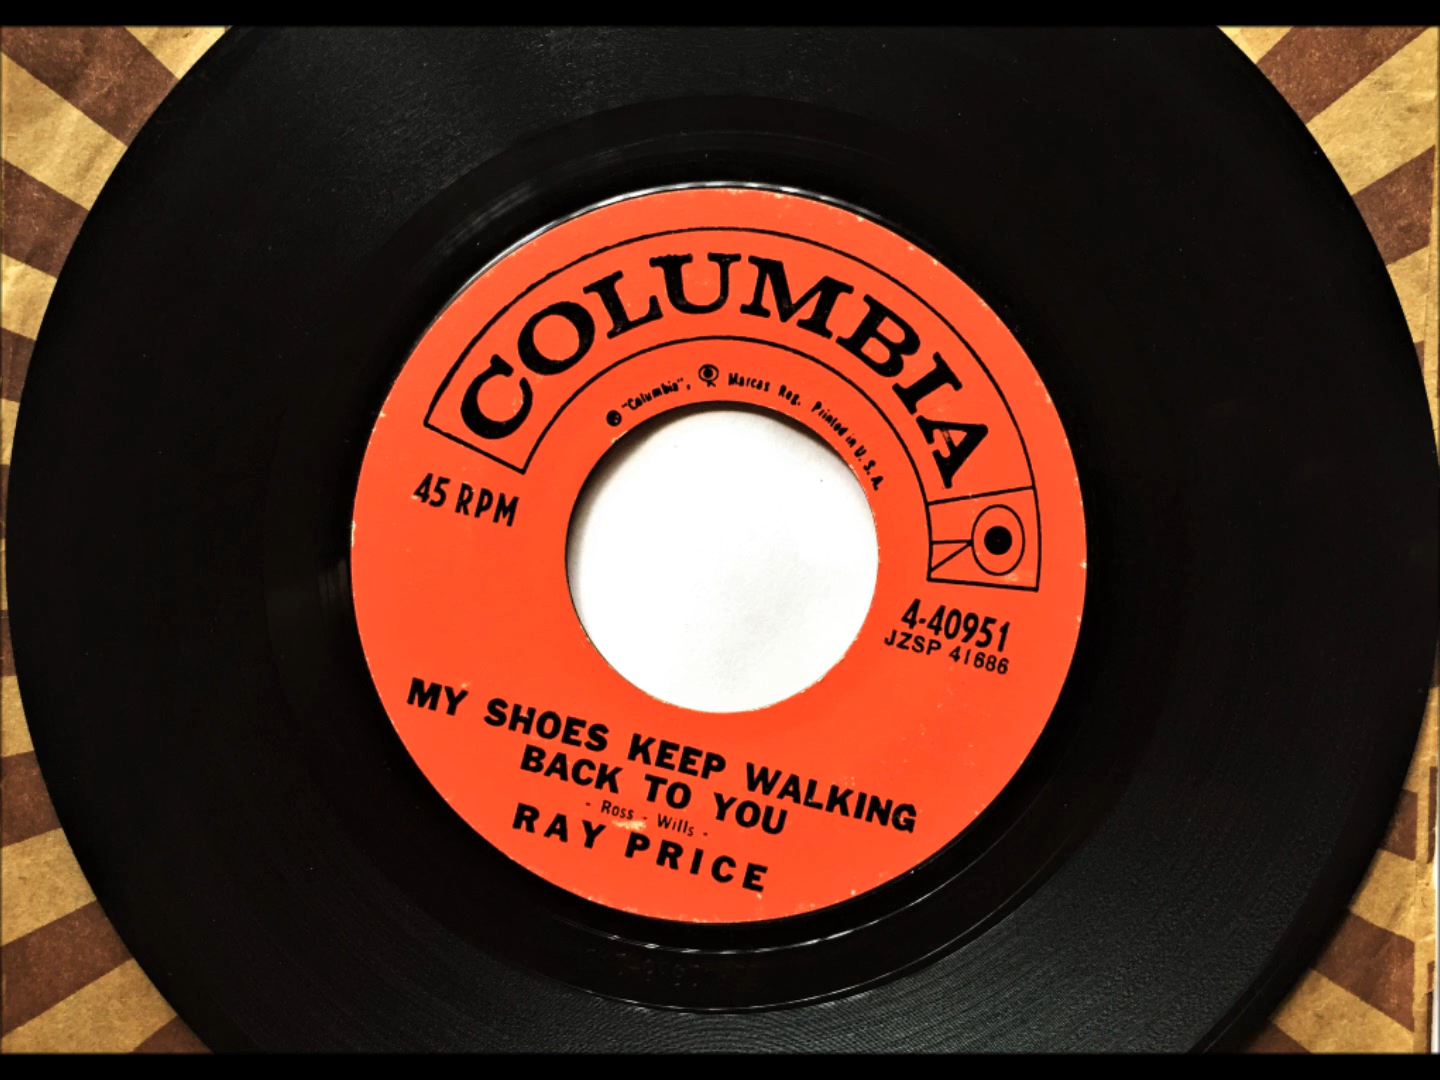 COLUMBIA
℗ "Columbia", Marcas Reg. Printed in U.S.A.
45 RPM
4-40951
JZSP 41686
MY SHOES KEEP WALKING
BACK TO YOU
- Ross - Wills -
RAY PRICE